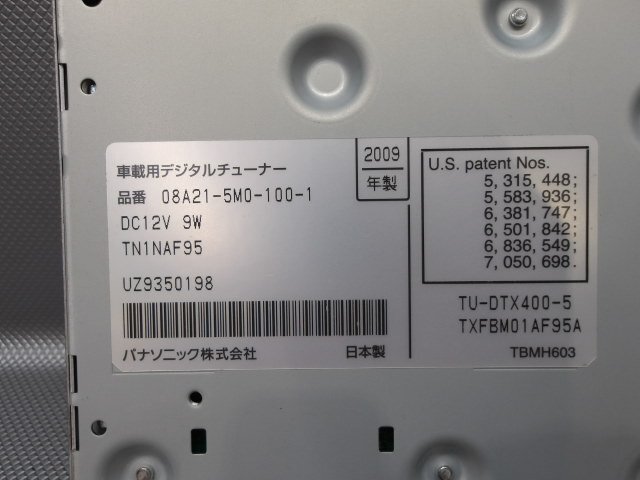 車載用デジタルチューナー
2009
年製
品番 08A21-5M0-100-1
DC12V 9W
TN1NAF95
UZ9350198
パナソニック株式会社 日本製
U.S. patent Nos.
5, 315, 448;
5, 583, 936;
6, 381, 747;
6, 501, 842;
6, 836, 549;
7, 050, 698.
TU-DTX400-5
TXFBM01AF95A
TBMH603